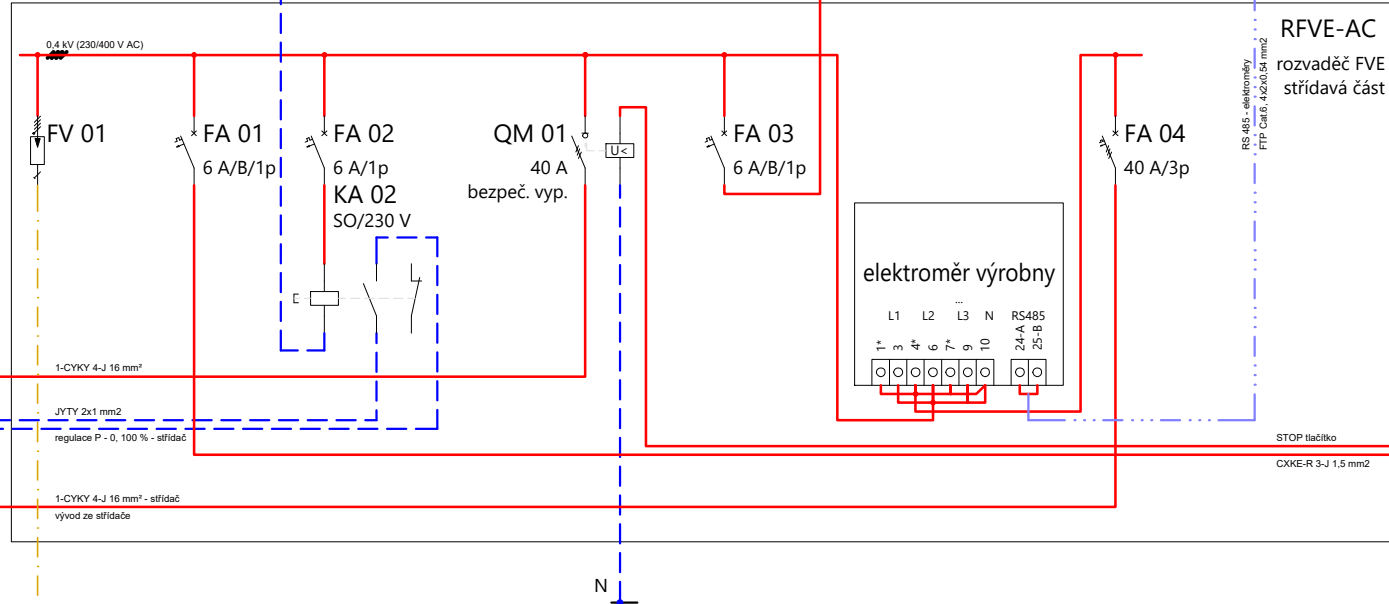 RFVE-AC
rozvaděč FVE
střídavá část
0,4 kV (230/400 V AC)
RS 485 - elektroměry
FTP Cat.6, 4x2x0,54 mm2
FV 01
FA 01
6 A/B/1p
FA 02
6 A/1p
KA 02
SO/230 V
QM 01
40 A
bezpeč. vyp.
U<
FA 03
6 A/B/1p
FA 04
40 A/3p
elektroměr výrobny
...
L1 L2 L3 N RS485
1* 3 4* 6 7* 9 10 24-A 25-B
1-CYKY 4-J 16 mm²
JYTY 2x1 mm2
regulace P - 0, 100 % - střídač
STOP tlačítko
CXKE-R 3-J 1,5 mm2
1-CYKY 4-J 16 mm² - střídač
vývod ze střídače
N